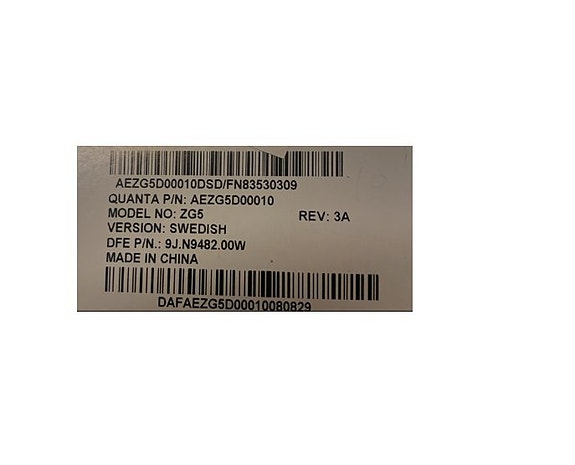 AEZG5D00010DSD/FN83530309
QUANTA P/N: AEZG5D00010
MODEL NO: ZG5 REV: 3A
VERSION: SWEDISH
DFE P/N.: 9J.N9482.00W
MADE IN CHINA
DAFAEZG5D00010080829